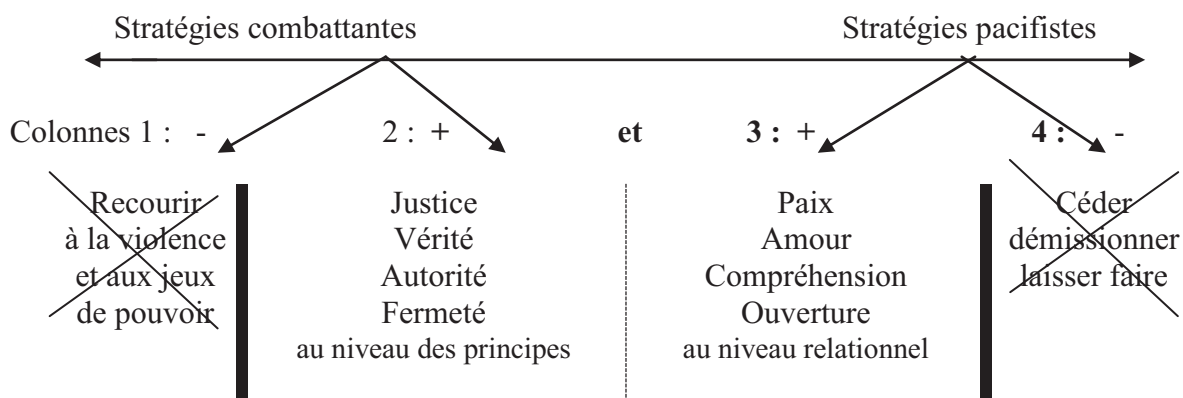 Stratégies combattantes Stratégies pacifistes
Colonnes 1 : - 2 : + et 3 : + 4 : -
Recourir Justice Paix Céder
à la violence Vérité Amour démissionner
et aux jeux Autorité Compréhension laisser faire
de pouvoir Fermeté Ouverture
au niveau des principes au niveau relationnel